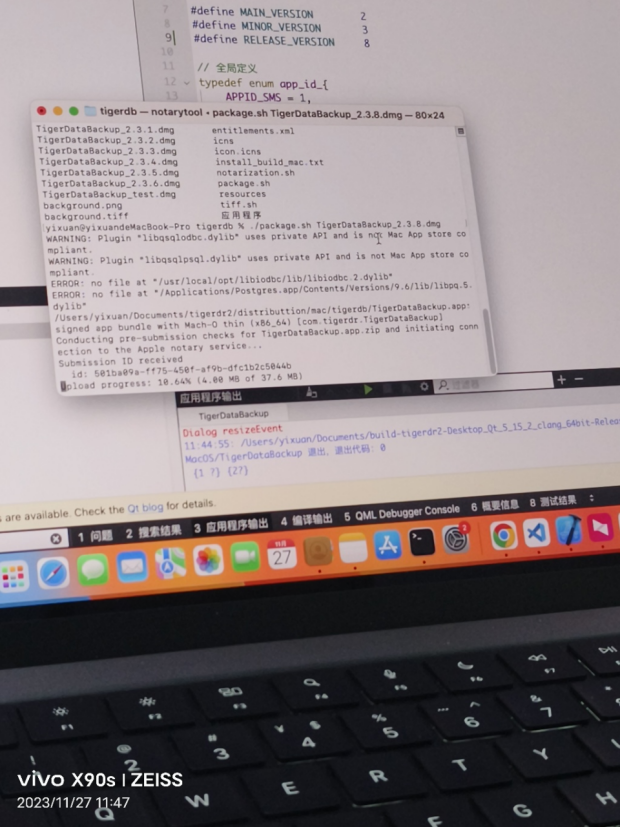 7
#define MAIN_VERSION 2
8
#define MINOR_VERSION 3
9
#define RELEASE_VERSION 8
10
11
// 全局定义
12
typedef enum app_id_{
13
APPID_SMS = 1,
tigerdb — notarytool • package.sh TigerDataBackup_2.3.8.dmg — 80×24
TigerDataBackup_2.3.1.dmg entitlements.xml
TigerDataBackup_2.3.2.dmg icns
TigerDataBackup_2.3.3.dmg icon.icns
TigerDataBackup_2.3.4.dmg install_build_mac.txt
TigerDataBackup_2.3.5.dmg notarization.sh
TigerDataBackup_2.3.6.dmg package.sh
TigerDataBackup_test.dmg resources
background.png tiff.sh
background.tiff 应用程序
yixuan@yixuandeMacBook-Pro tigerdb % ./package.sh TigerDataBackup_2.3.8.dmg
WARNING: Plugin "libqsqlodbc.dylib" uses private API and is not Mac App store co
mpliant.
WARNING: Plugin "libqsqlpsql.dylib" uses private API and is not Mac App store co
mpliant.
ERROR: no file at "/usr/local/opt/libiodbc/lib/libiodbc.2.dylib"
ERROR: no file at "/Applications/Postgres.app/Contents/Versions/9.6/lib/libpq.5.
dylib"
/Users/yixuan/Documents/tigerdr2/distributtion/mac/tigerdb/TigerDataBackup.app:
signed app bundle with Mach-O thin (x86_64) [com.tigerdr.TigerDataBackup]
Conducting pre-submission checks for TigerDataBackup.app.zip and initiating conn
ection to the Apple notary service...
Submission ID received
id: 501ba09a-ff75-450f-af9b-dfc1b2c5044b
Upload progress: 10.64% (4.00 MB of 37.6 MB)
应用程序输出
过滤器
TigerDataBackup
Dialog resizeEvent
11:44:55: /Users/yixuan/Documents/build-tigerdr2-Desktop_Qt_5_15_2_clang_64bit-Relea
MacOS/TigerDataBackup 退出，退出代码: 0
{1 7} {27}
s are available. Check the Qt blog for details.
1 问题 2 搜索结果 3 应用程序输出 4 编译输出 5 QML Debugger Console 6 概要信息 8 测试结果
11月
27
2
F1 F2 F3 F4 F5 F6 F7
! @ 2 # 3 ¥ $ 4 % 5 … ^ 6 & 7 *
Q W E R T Y
F G H
vivo X90s | ZEISS
2023/11/27 11:47